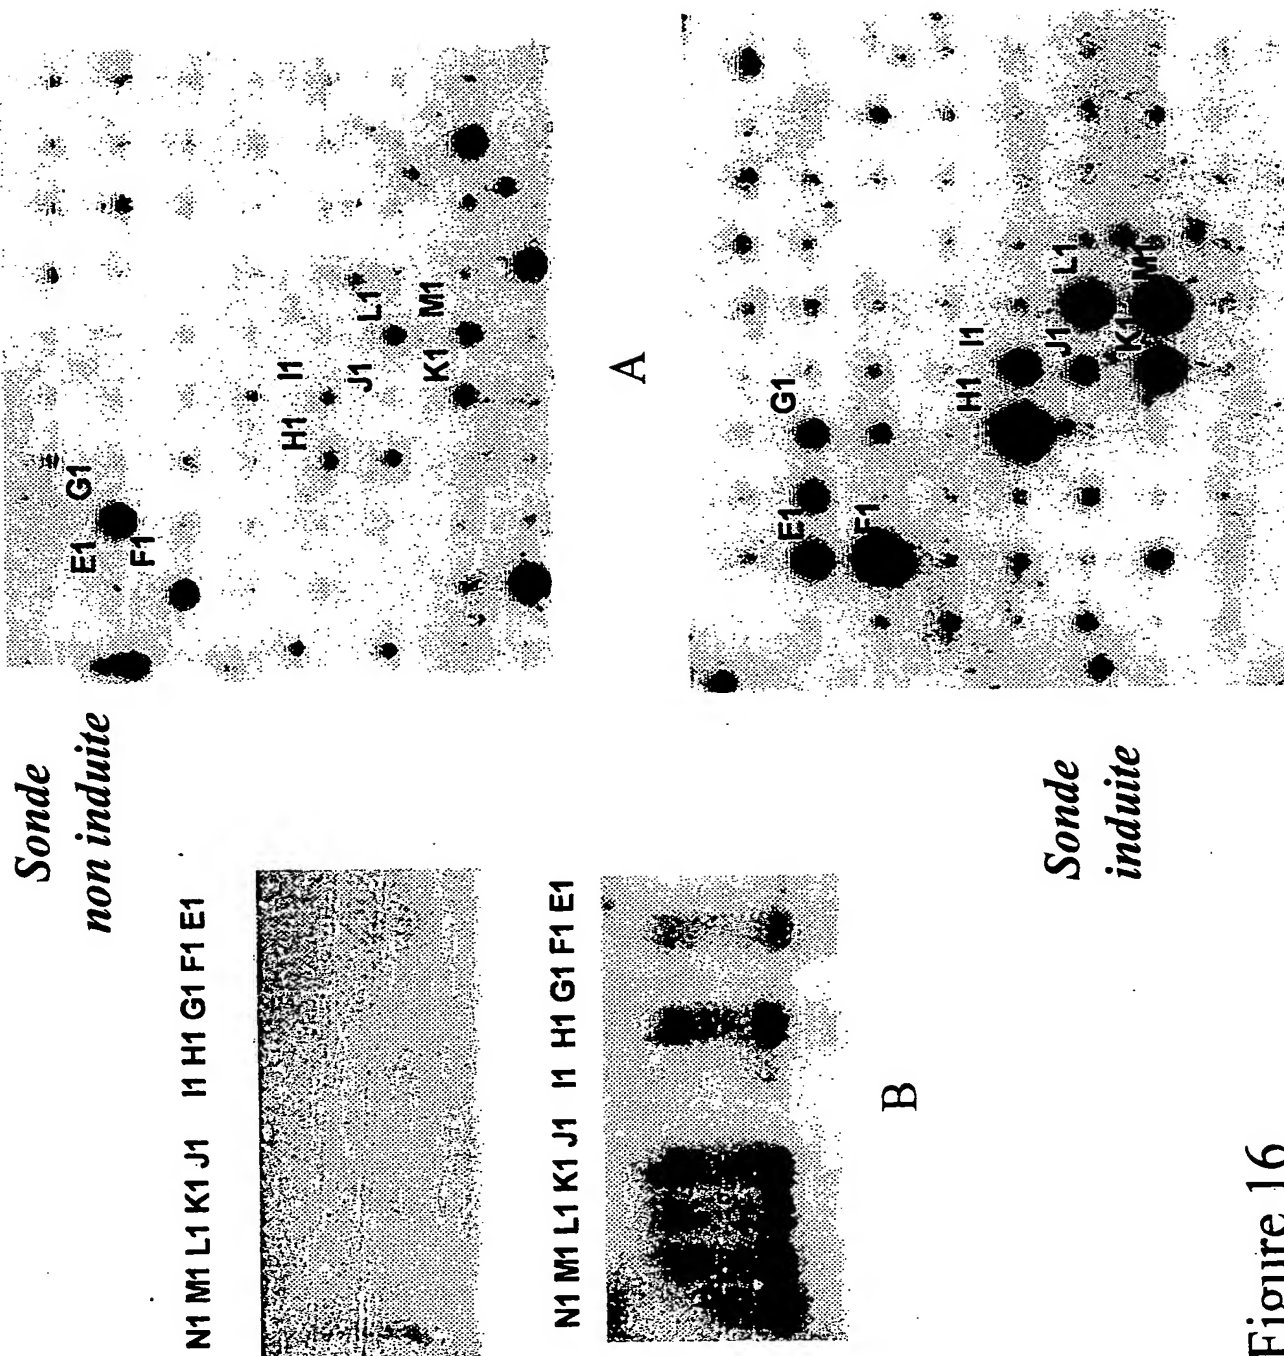 Sonde
non induite
E1 G1
F1
H1 I1
J1 L1
K1 M1
A
N1 M1 L1 K1 J1 I1 H1 G1 F1 E1
N1 M1 L1 K1 J1 I1 H1 G1 F1 E1
B
Sonde
induite
E1 G1
F1
H1 I1
J1 L1
K1 M1
Figure 16